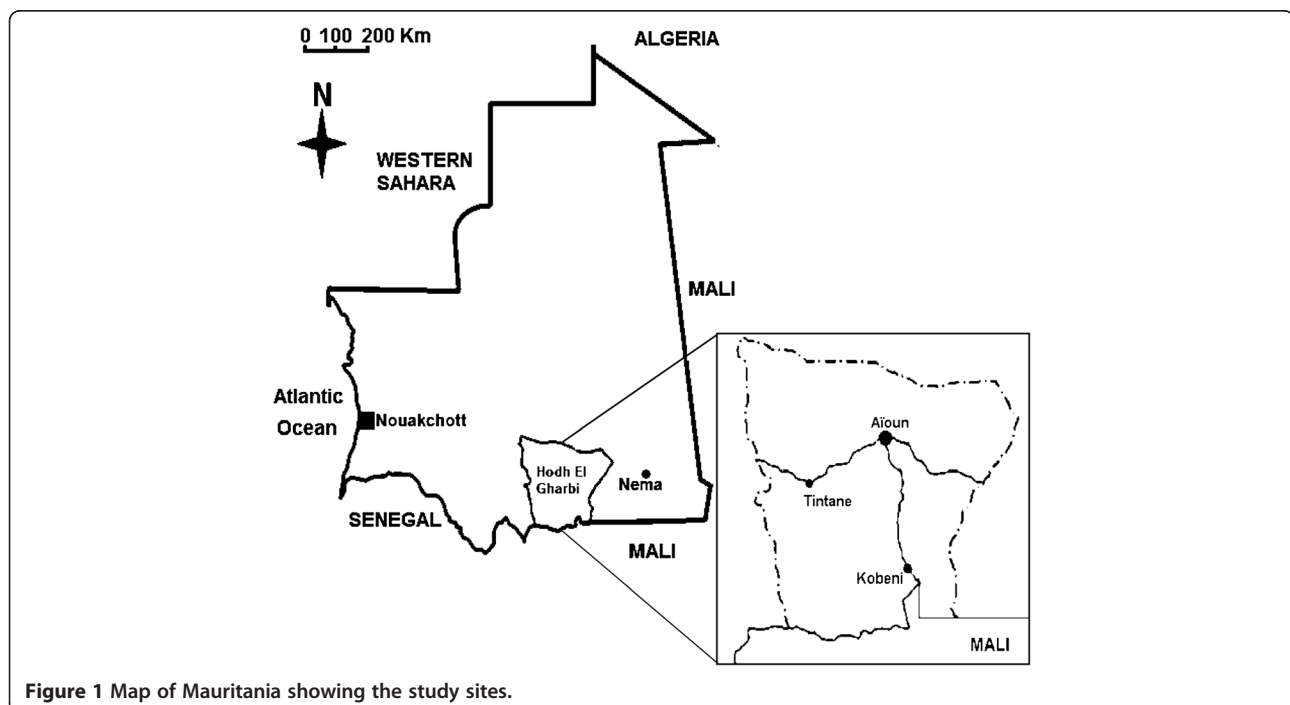 0 100 200 Km
ALGERIA
N
WESTERN
SAHARA
MALI
Atlantic
Ocean
Nouakchott
Hodh El
Gharbi
Nema
SENEGAL
MALI
Aïoun
Tintane
Kobeni
MALI
Figure 1 Map of Mauritania showing the study sites.